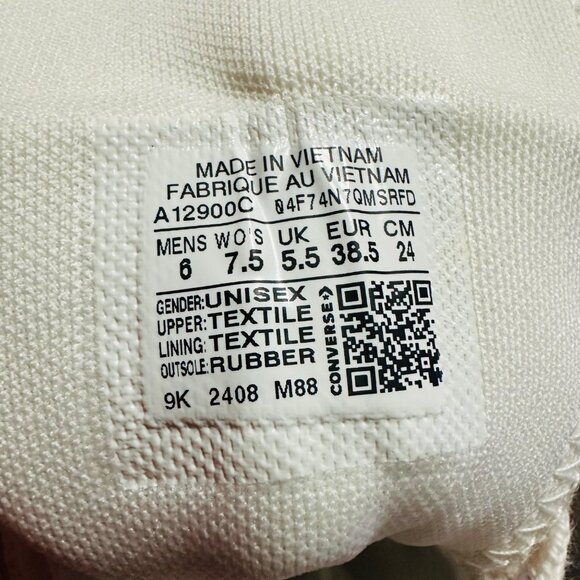 MADE IN VIETNAM
FABRIQUE AU VIETNAM
A12900C 04F74N7QMSRFD
MENS WO'S UK EUR CM
6 7.5 5.5 38.5 24
GENDER: UNISEX
UPPER: TEXTILE
LINING: TEXTILE
OUTSOLE: RUBBER
CONVERSE
9K 2408 M88